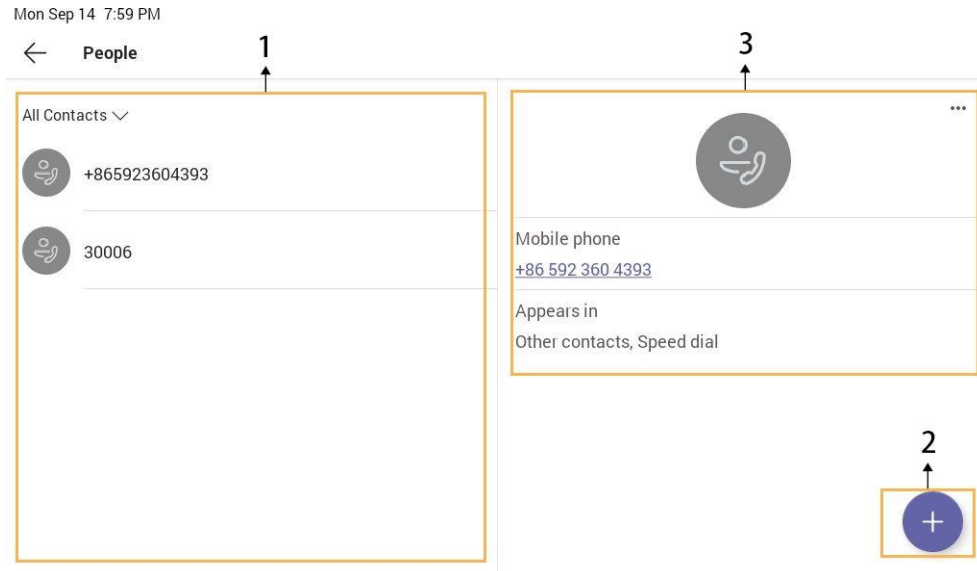 Mon Sep 14 7:59 PM
People
1
3
All Contacts
+865923604393
30006
Mobile phone
+86 592 360 4393
Appears in
Other contacts, Speed dial
2